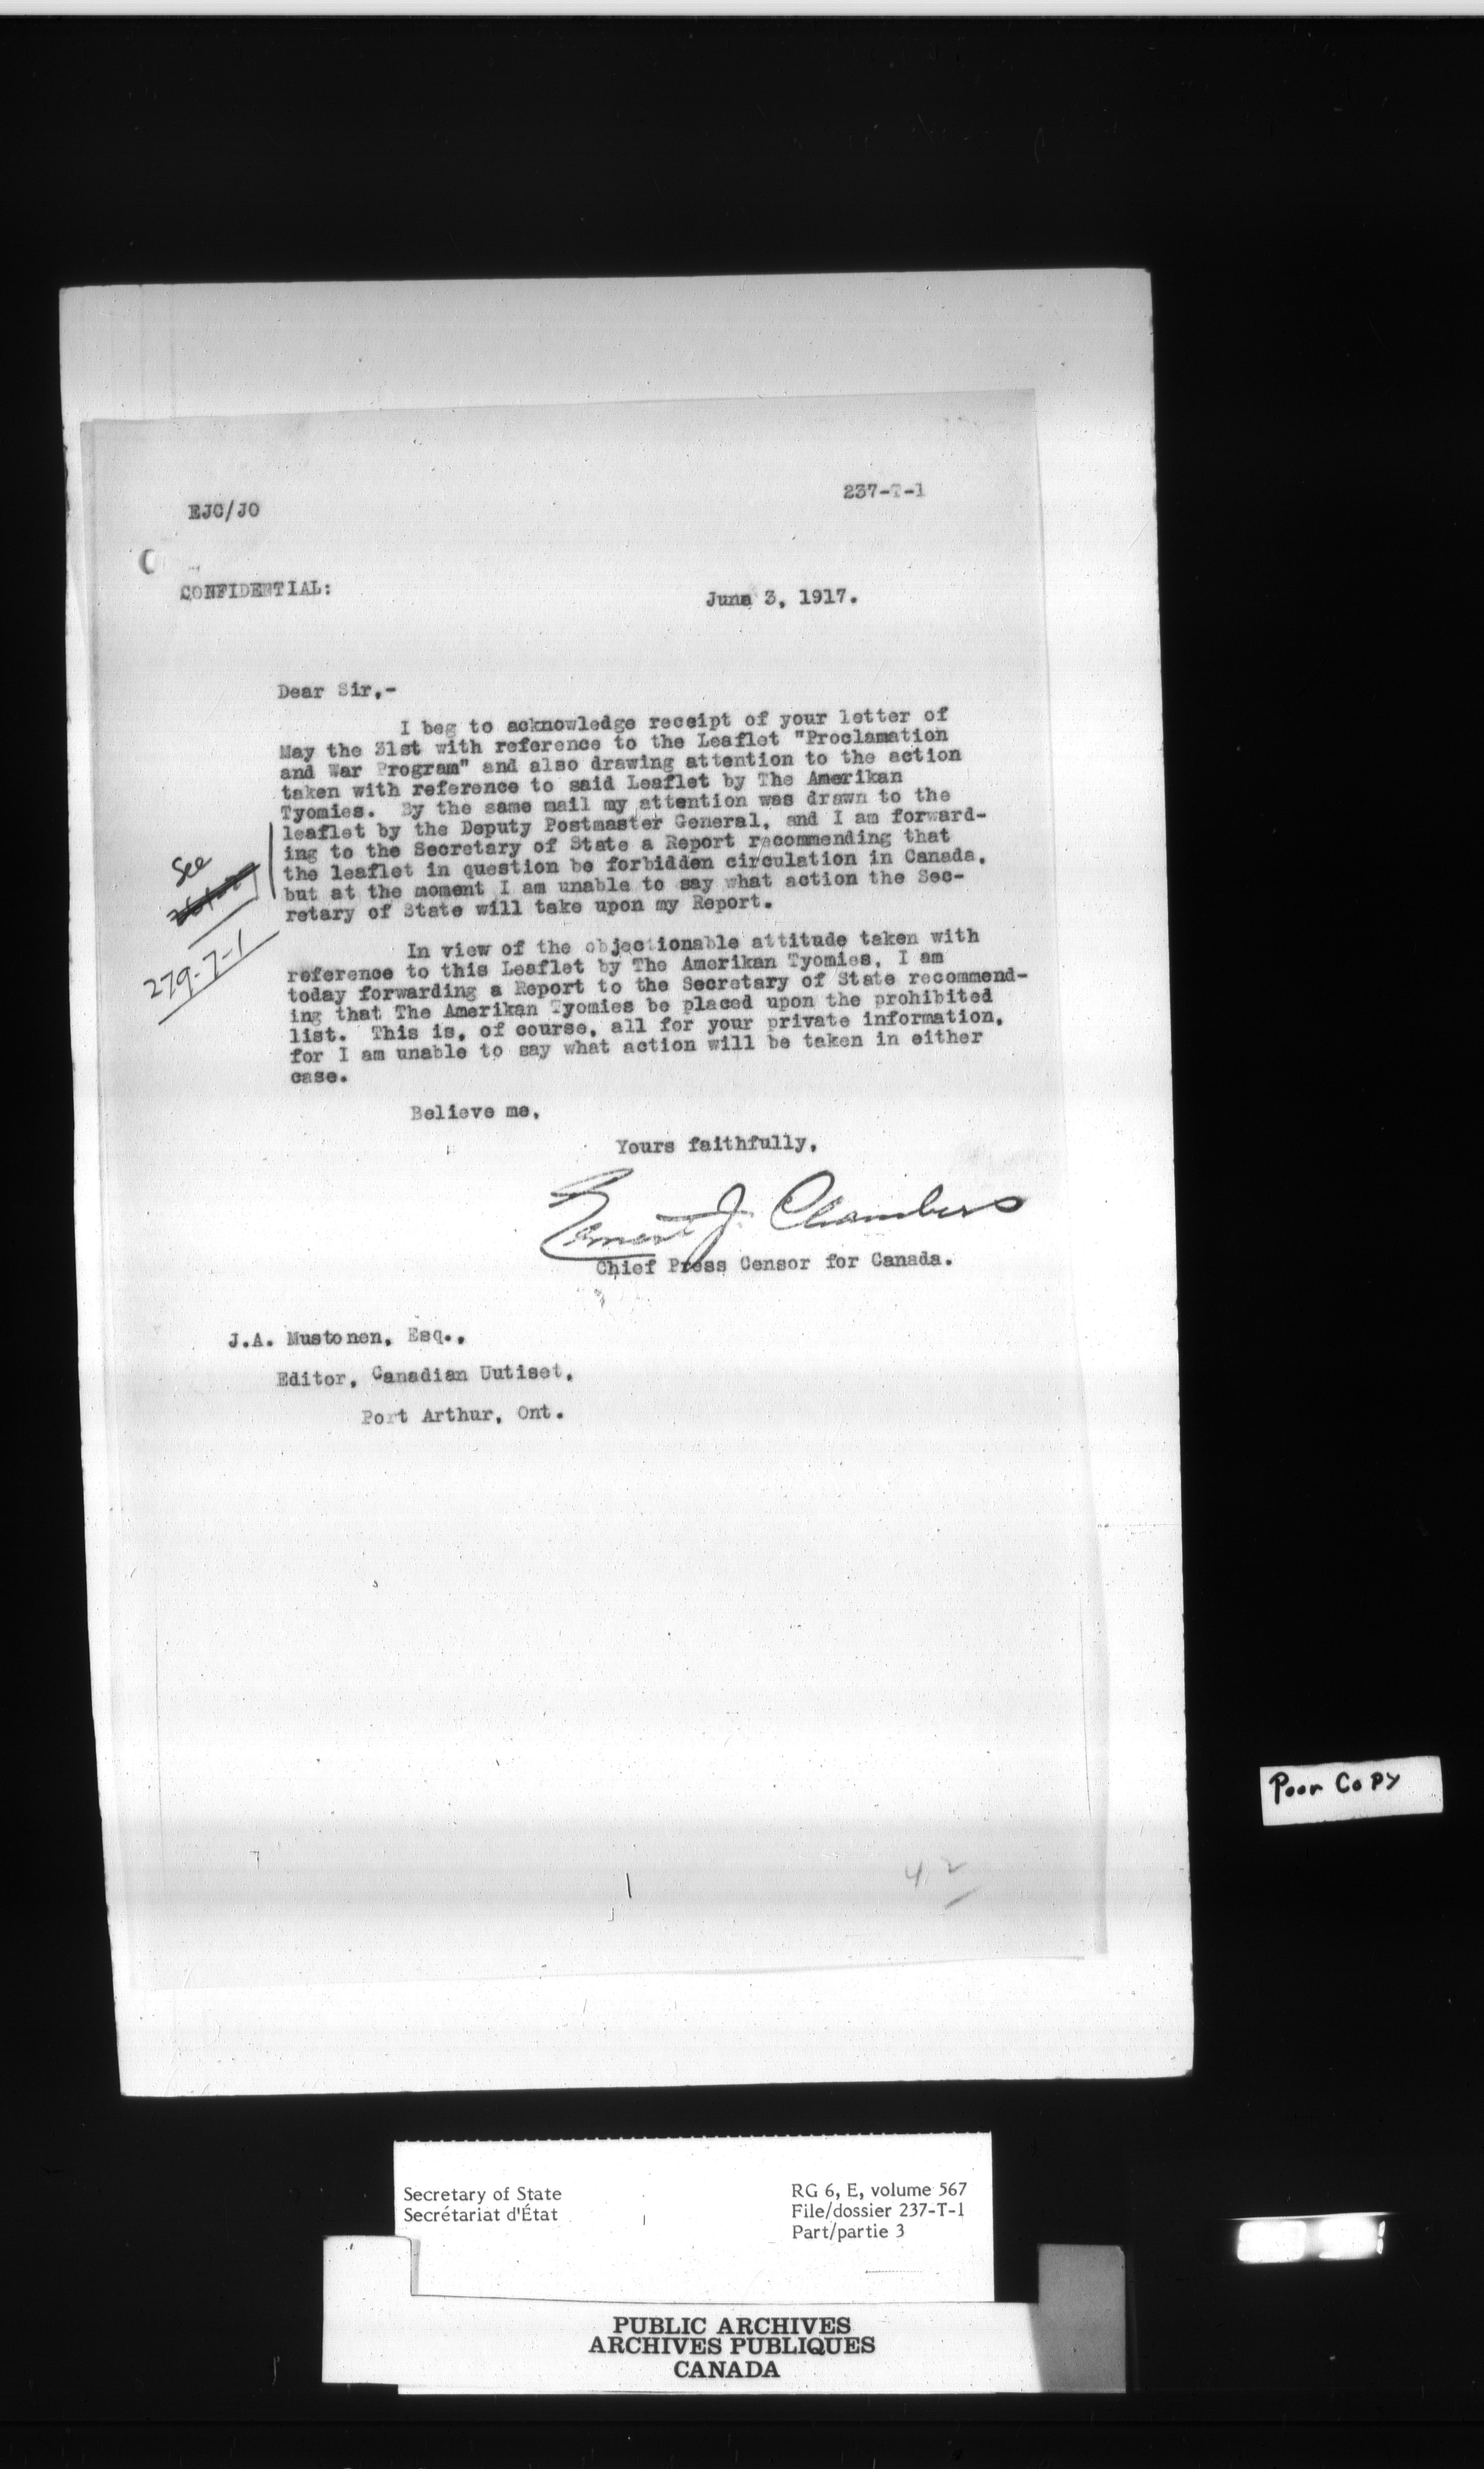 237-T-1
EJC/JO
CONFIDENTIAL:
June 3, 1917.
Dear Sir,-
I beg to acknowledge receipt of your letter of
May the 31st with reference to the Leaflet "Proclamation
and War Program" and also drawing attention to the action
taken with reference to said Leaflet by The Amerikan
Tyomies. By the same mail my attention was drawn to the
leaflet by the Deputy Postmaster General, and I am forward-
ing to the Secretary of State a Report recommending that
the leaflet in question be forbidden circulation in Canada,
but at the moment I am unable to say what action the Sec-
retary of State will take upon my Report.
See
279-7-1
In view of the objectionable attitude taken with
reference to this Leaflet by The Amerikan Tyomies, I am
today forwarding a Report to the Secretary of State recommend-
ing that The Amerikan Tyomies be placed upon the prohibited
list. This is, of course, all for your private information,
for I am unable to say what action will be taken in either
case.
Believe me,
Yours faithfully,
Ernest J. Chambers
Chief Press Censor for Canada.
J.A. Mustonen, Esq.,
Editor, Canadian Uutiset,
Port Arthur, Ont.
Poor Copy
42
Secretary of State
Secrétariat d'État
RG 6, E, volume 567
File/dossier 237-T-1
Part/partie 3
PUBLIC ARCHIVES
ARCHIVES PUBLIQUES
CANADA